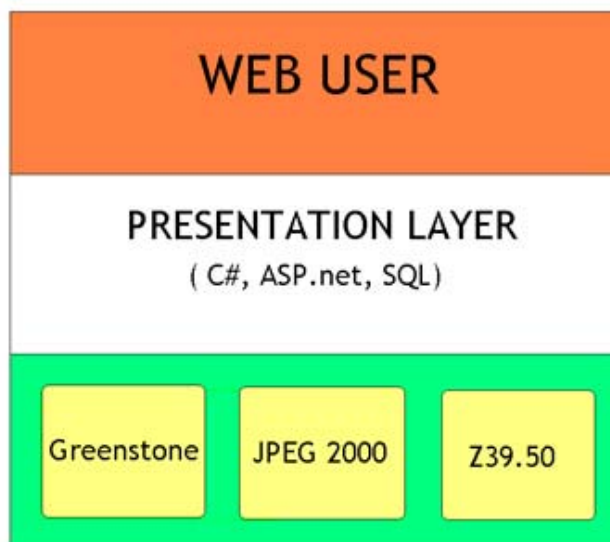 WEB USER
PRESENTATION LAYER
( C#, ASP.net, SQL)
Greenstone
JPEG 2000
Z39.50